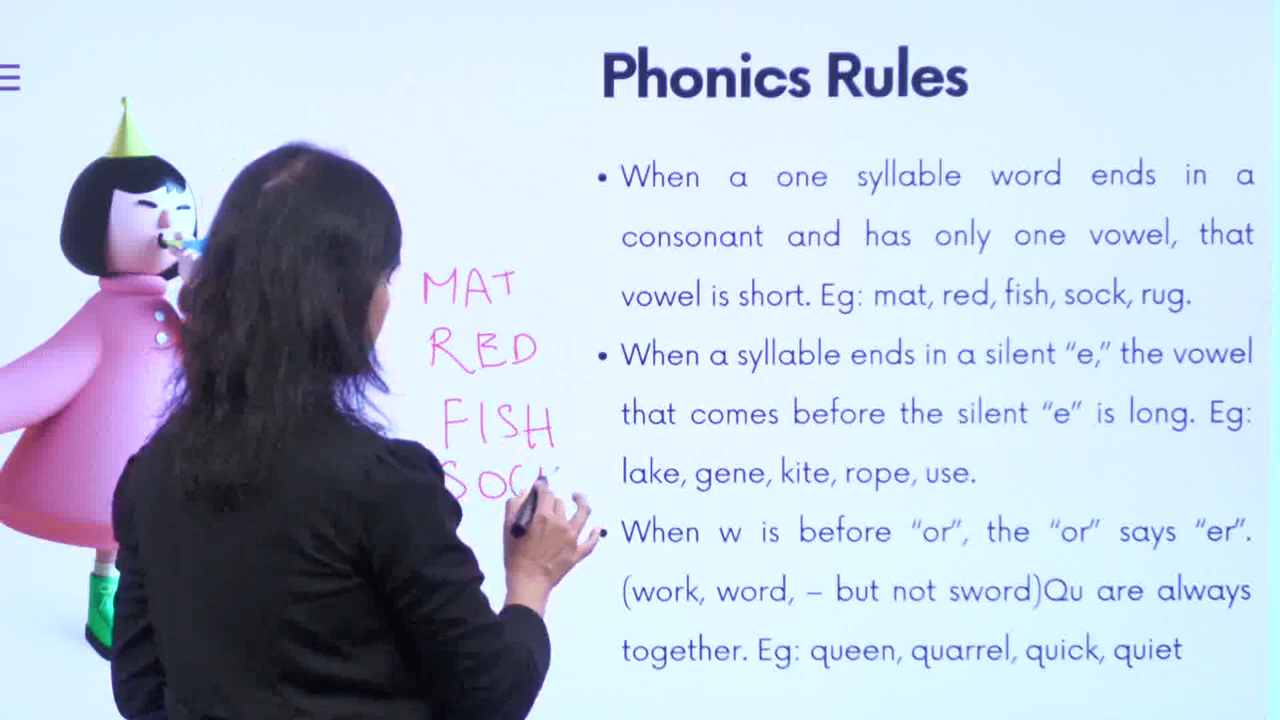 Phonics Rules
• When a one syllable word ends in a
consonant and has only one vowel, that
vowel is short. Eg: mat, red, fish, sock, rug.
• When a syllable ends in a silent “e,” the vowel
that comes before the silent “e” is long. Eg:
lake, gene, kite, rope, use.
• When w is before “or”, the “or” says “er”.
(work, word, – but not sword)Qu are always
together. Eg: queen, quarrel, quick, quiet
MAT
RED
FISH